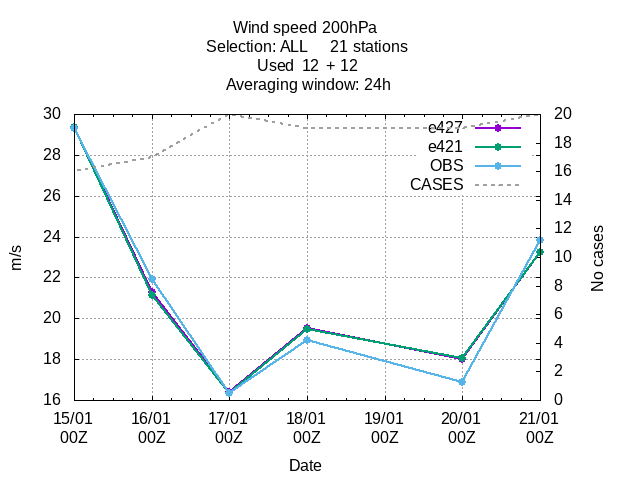 Wind speed 200hPa
Selection: ALL 21 stations
Used 12 + 12
Averaging window: 24h
30 20
e427
18
28 e421
OBS 16
26 CASES
14
24 12
m/s
22
10
No cases
8
20 6
4
18
2
16 0
15/01 16/01 17/01 18/01 19/01 20/01 21/01
00Z 00Z 00Z 00Z 00Z 00Z 00Z
Date